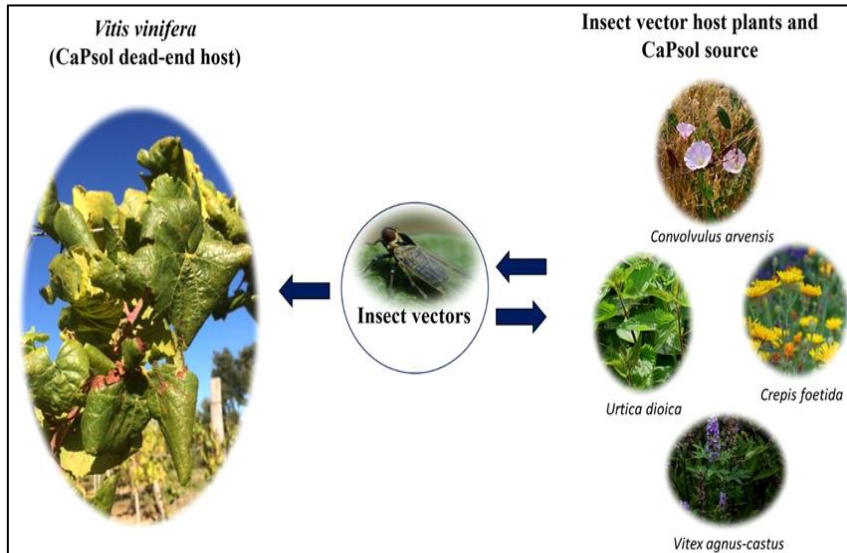 Vitis vinifera
(CaPsol dead-end host)
Insect vector host plants and
CaPsol source
Convolvulus arvensis
Insect vectors
Urtica dioica
Crepis foetida
Vitex agnus-castus